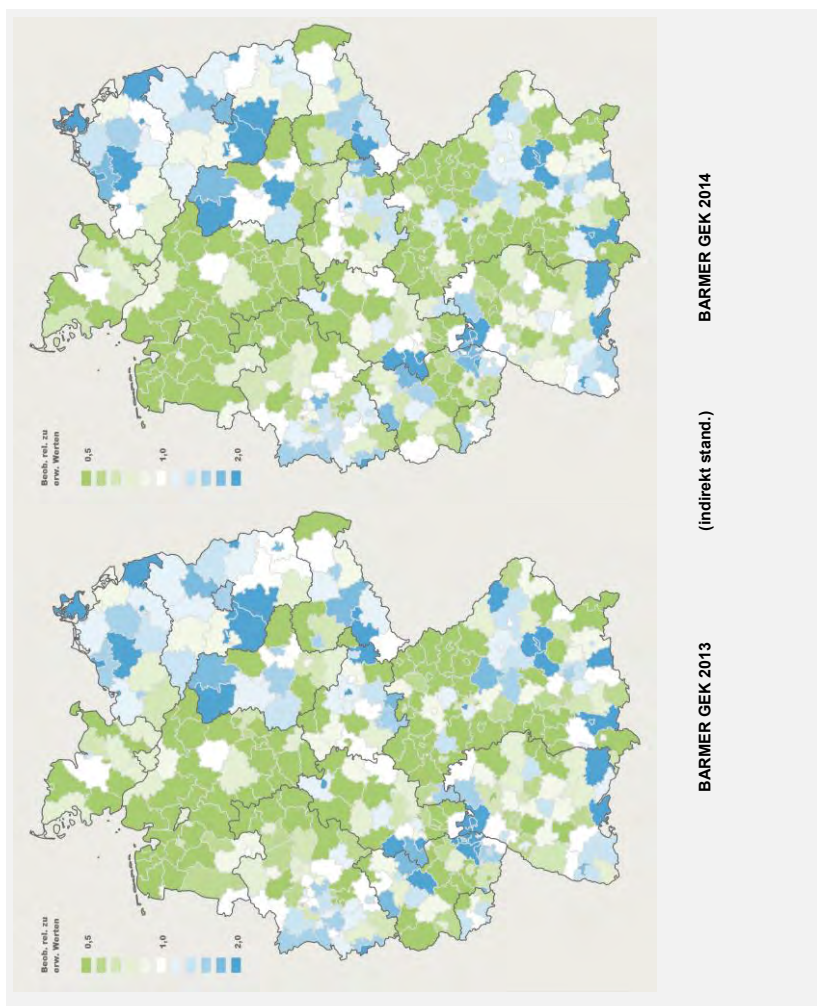 Beob. rel. zu
erw. Werten
0,5
1,0
2,0
Beob. rel. zu
erw. Werten
0,5
1,0
2,0
BARMER GEK 2013
(indirekt stand.)
BARMER GEK 2014